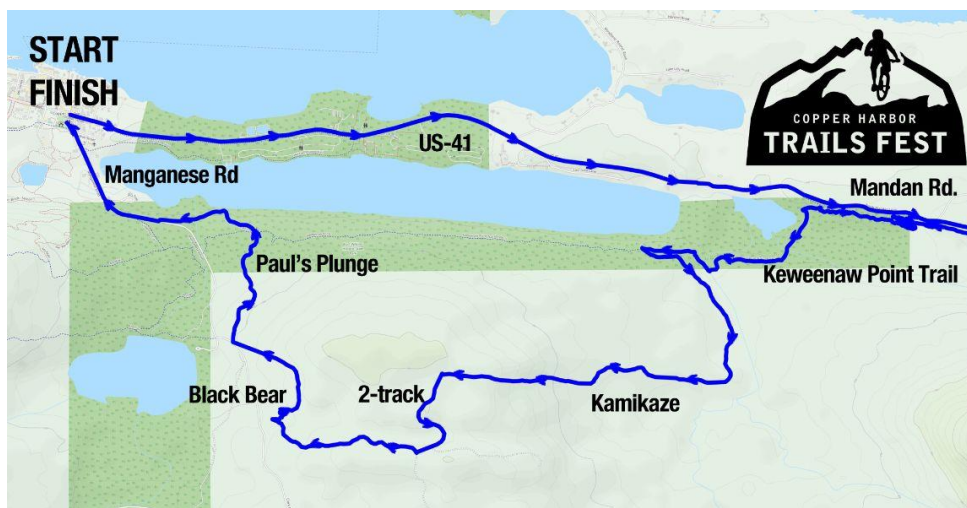 START
FINISH
COPPER HARBOR
TRAILS FEST
US-41
Manganese Rd
Mandan Rd.
Paul's Plunge
Keweenaw Point Trail
Black Bear
2-track
Kamikaze